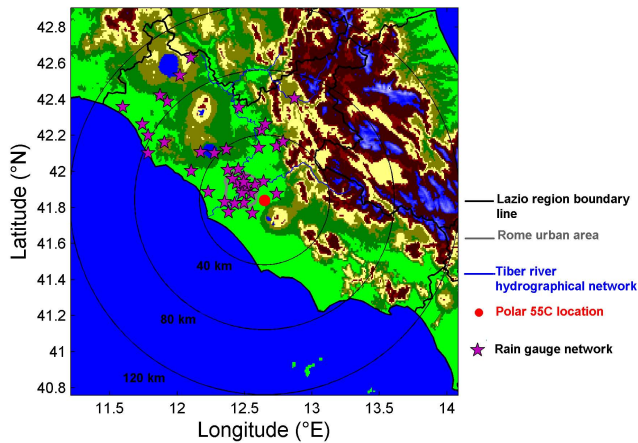 42.8
42.6
42.4
42.2
42
41.8
41.6
41.4
41.2
41
40.8
Latitude (°N)
40 km
80 km
120 km
11.5
12
12.5
13
13.5
14
Longitude (°E)
Lazio region boundary
line
Rome urban area
Tiber river
hydrographical network
Polar 55C location
Rain gauge network